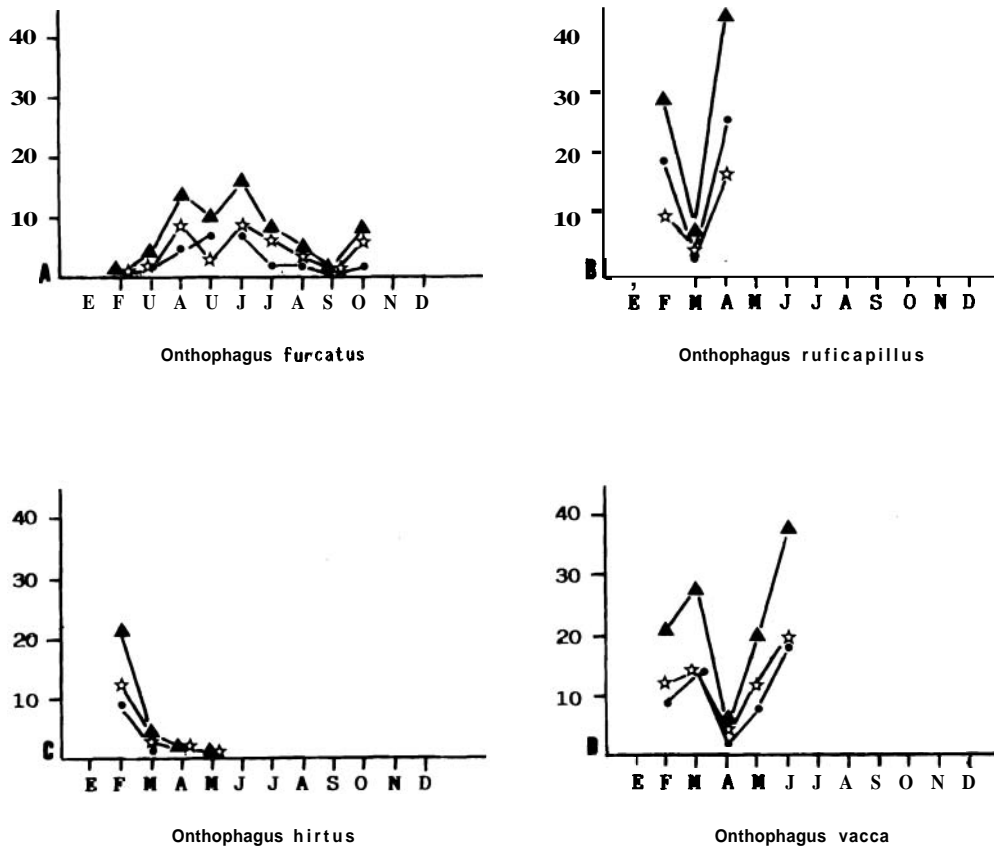 40
30
20
10
A
E F U A U J J A S O N D
Onthophagus furcatus
40
30
20
10
B
E F M A M J J A S O N D
Onthophagus ruficapillus
40
30
20
10
C
E F M A M J J A S O N D
Onthophagus hirtus
40
30
20
10
D
E F M A M J J A S O N D
Onthophagus vacca